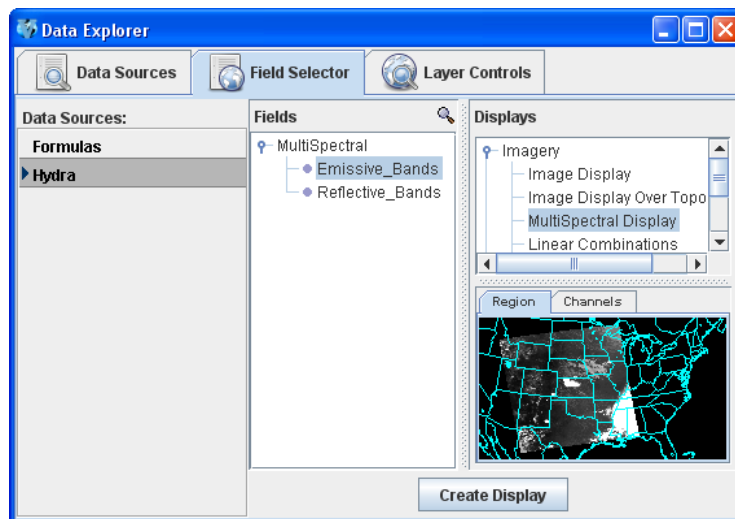 Data Explorer
Data Sources
Field Selector
Layer Controls
Data Sources:
Formulas
Hydra
Fields
MultiSpectral
Emissive_Bands
Reflective_Bands
Displays
Imagery
Image Display
Image Display Over Topo
MultiSpectral Display
Linear Combinations
Region
Channels
Create Display